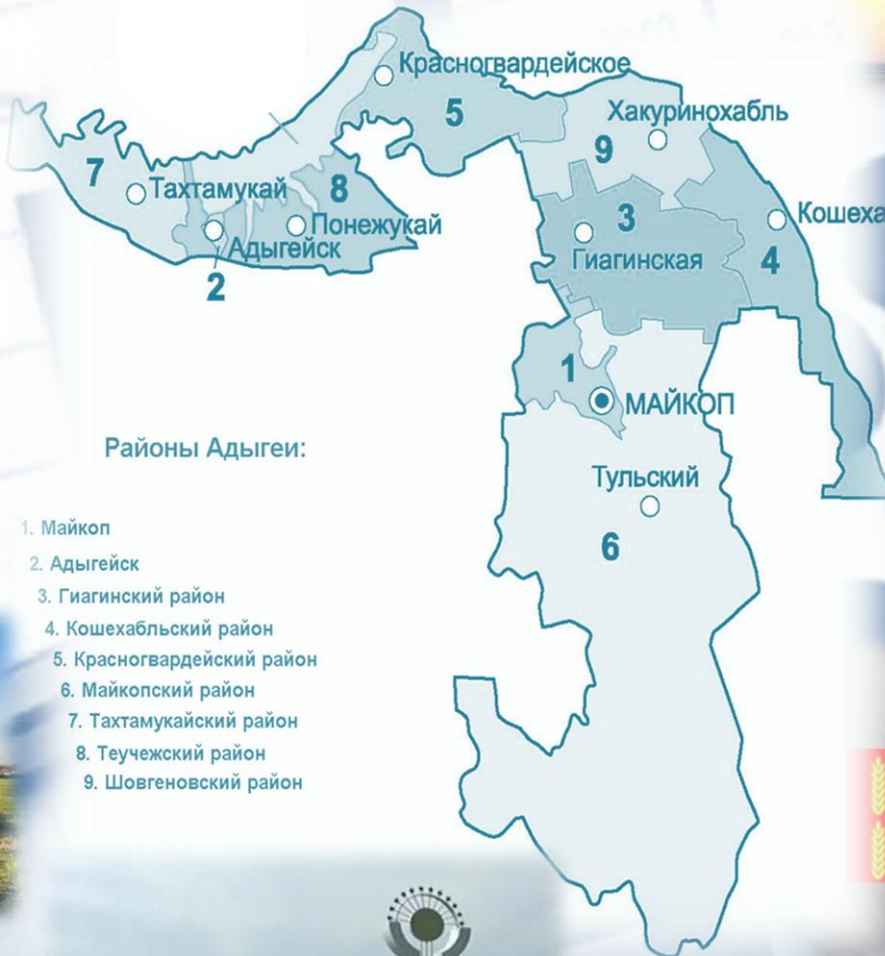 Красногвардейское
5
Хакуринохабль
9
7
Тахтамукай
8
3
Кошеха
Понежукай
Адыгейск
Гиагинская
4
2
1
МАЙКОП
Районы Адыгеи:
Тульский
6
1. Майкоп
2. Адыгейск
3. Гиагинский район
4. Кошехабльский район
5. Красногвардейский район
6. Майкопский район
7. Тахтамукайский район
8. Теучежский район
9. Шовгеновский район